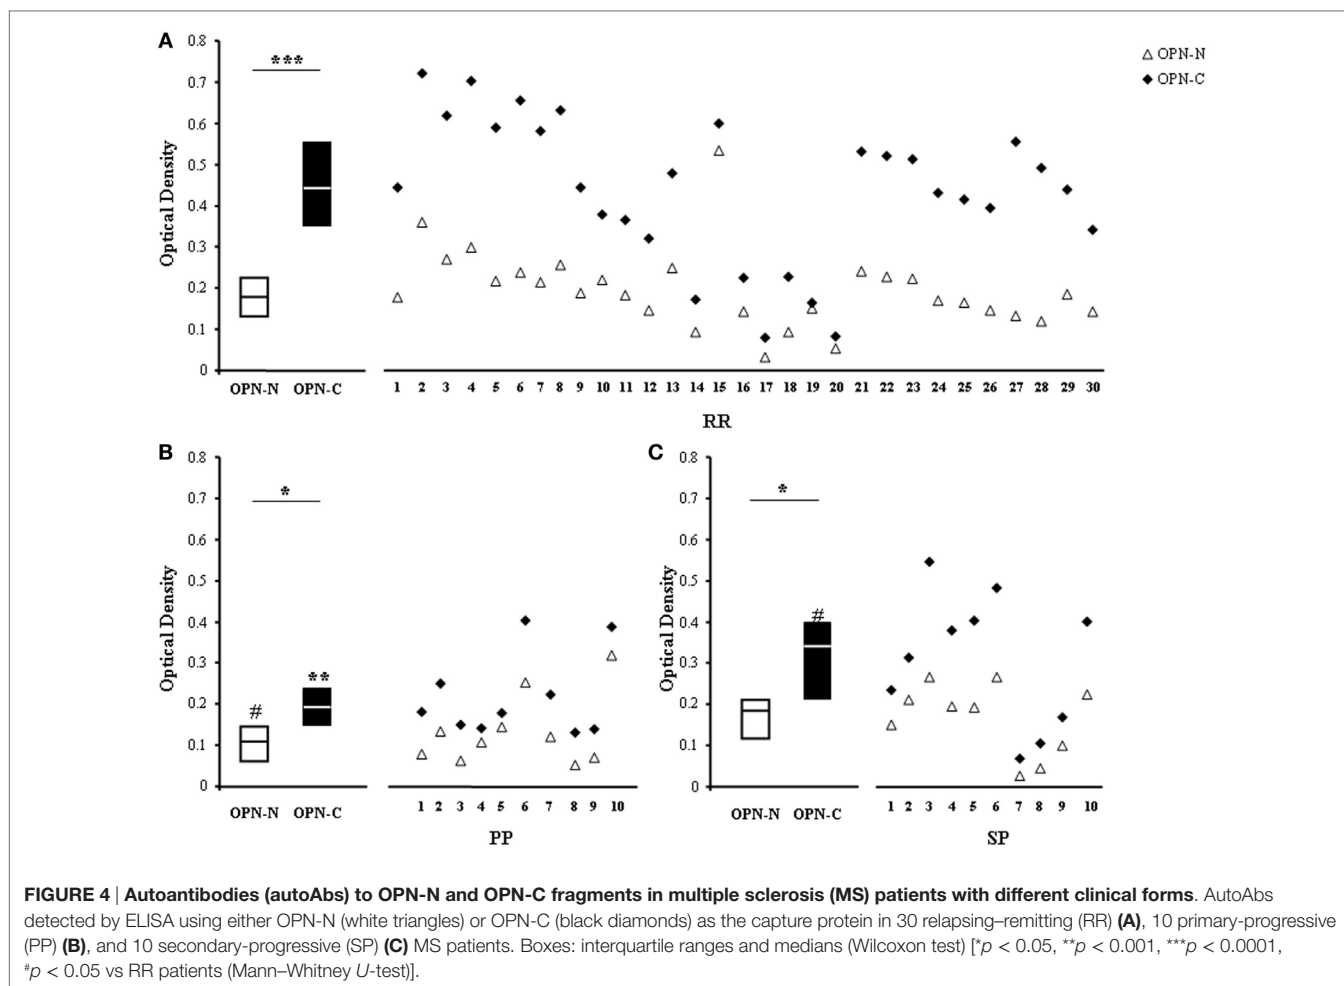 A
0.8
0.7
0.6
0.5
0.4
0.3
0.2
0.1
0
Optical Density
***
OPN-N OPN-C
△ OPN-N
◆ OPN-C
1 2 3 4 5 6 7 8 9 10 11 12 13 14 15 16 17 18 19 20 21 22 23 24 25 26 27 28 29 30
RR
B
0.8
0.7
0.6
0.5
0.4
0.3
0.2
0.1
0
Optical Density
*
#
**
OPN-N OPN-C
1 2 3 4 5 6 7 8 9 10
PP
C
0.8
0.7
0.6
0.5
0.4
0.3
0.2
0.1
0
Optical Density
*
#
OPN-N OPN-C
1 2 3 4 5 6 7 8 9 10
SP
FIGURE 4 | Autoantibodies (autoAbs) to OPN-N and OPN-C fragments in multiple sclerosis (MS) patients with different clinical forms. AutoAbs
detected by ELISA using either OPN-N (white triangles) or OPN-C (black diamonds) as the capture protein in 30 relapsing–remitting (RR) (A), 10 primary-progressive
(PP) (B), and 10 secondary-progressive (SP) (C) MS patients. Boxes: interquartile ranges and medians (Wilcoxon test) [*p < 0.05, **p < 0.001, ***p < 0.0001,
#p < 0.05 vs RR patients (Mann–Whitney U-test)].